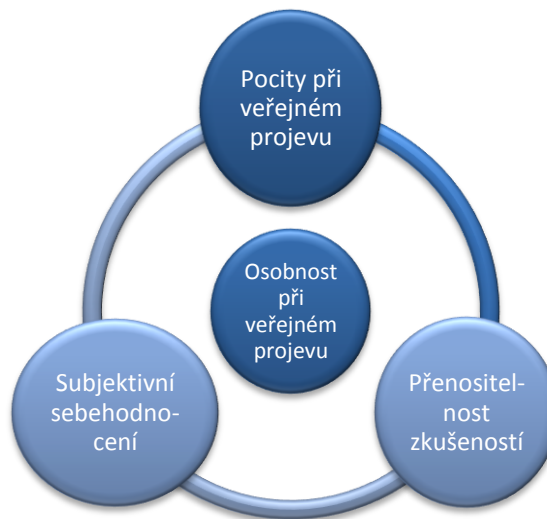 Pocity při
veřejném
projevu
Osobnost
při
veřejném
projevu
Subjektivní
sebehodno-
cení
Přenositel-
nost
zkušeností